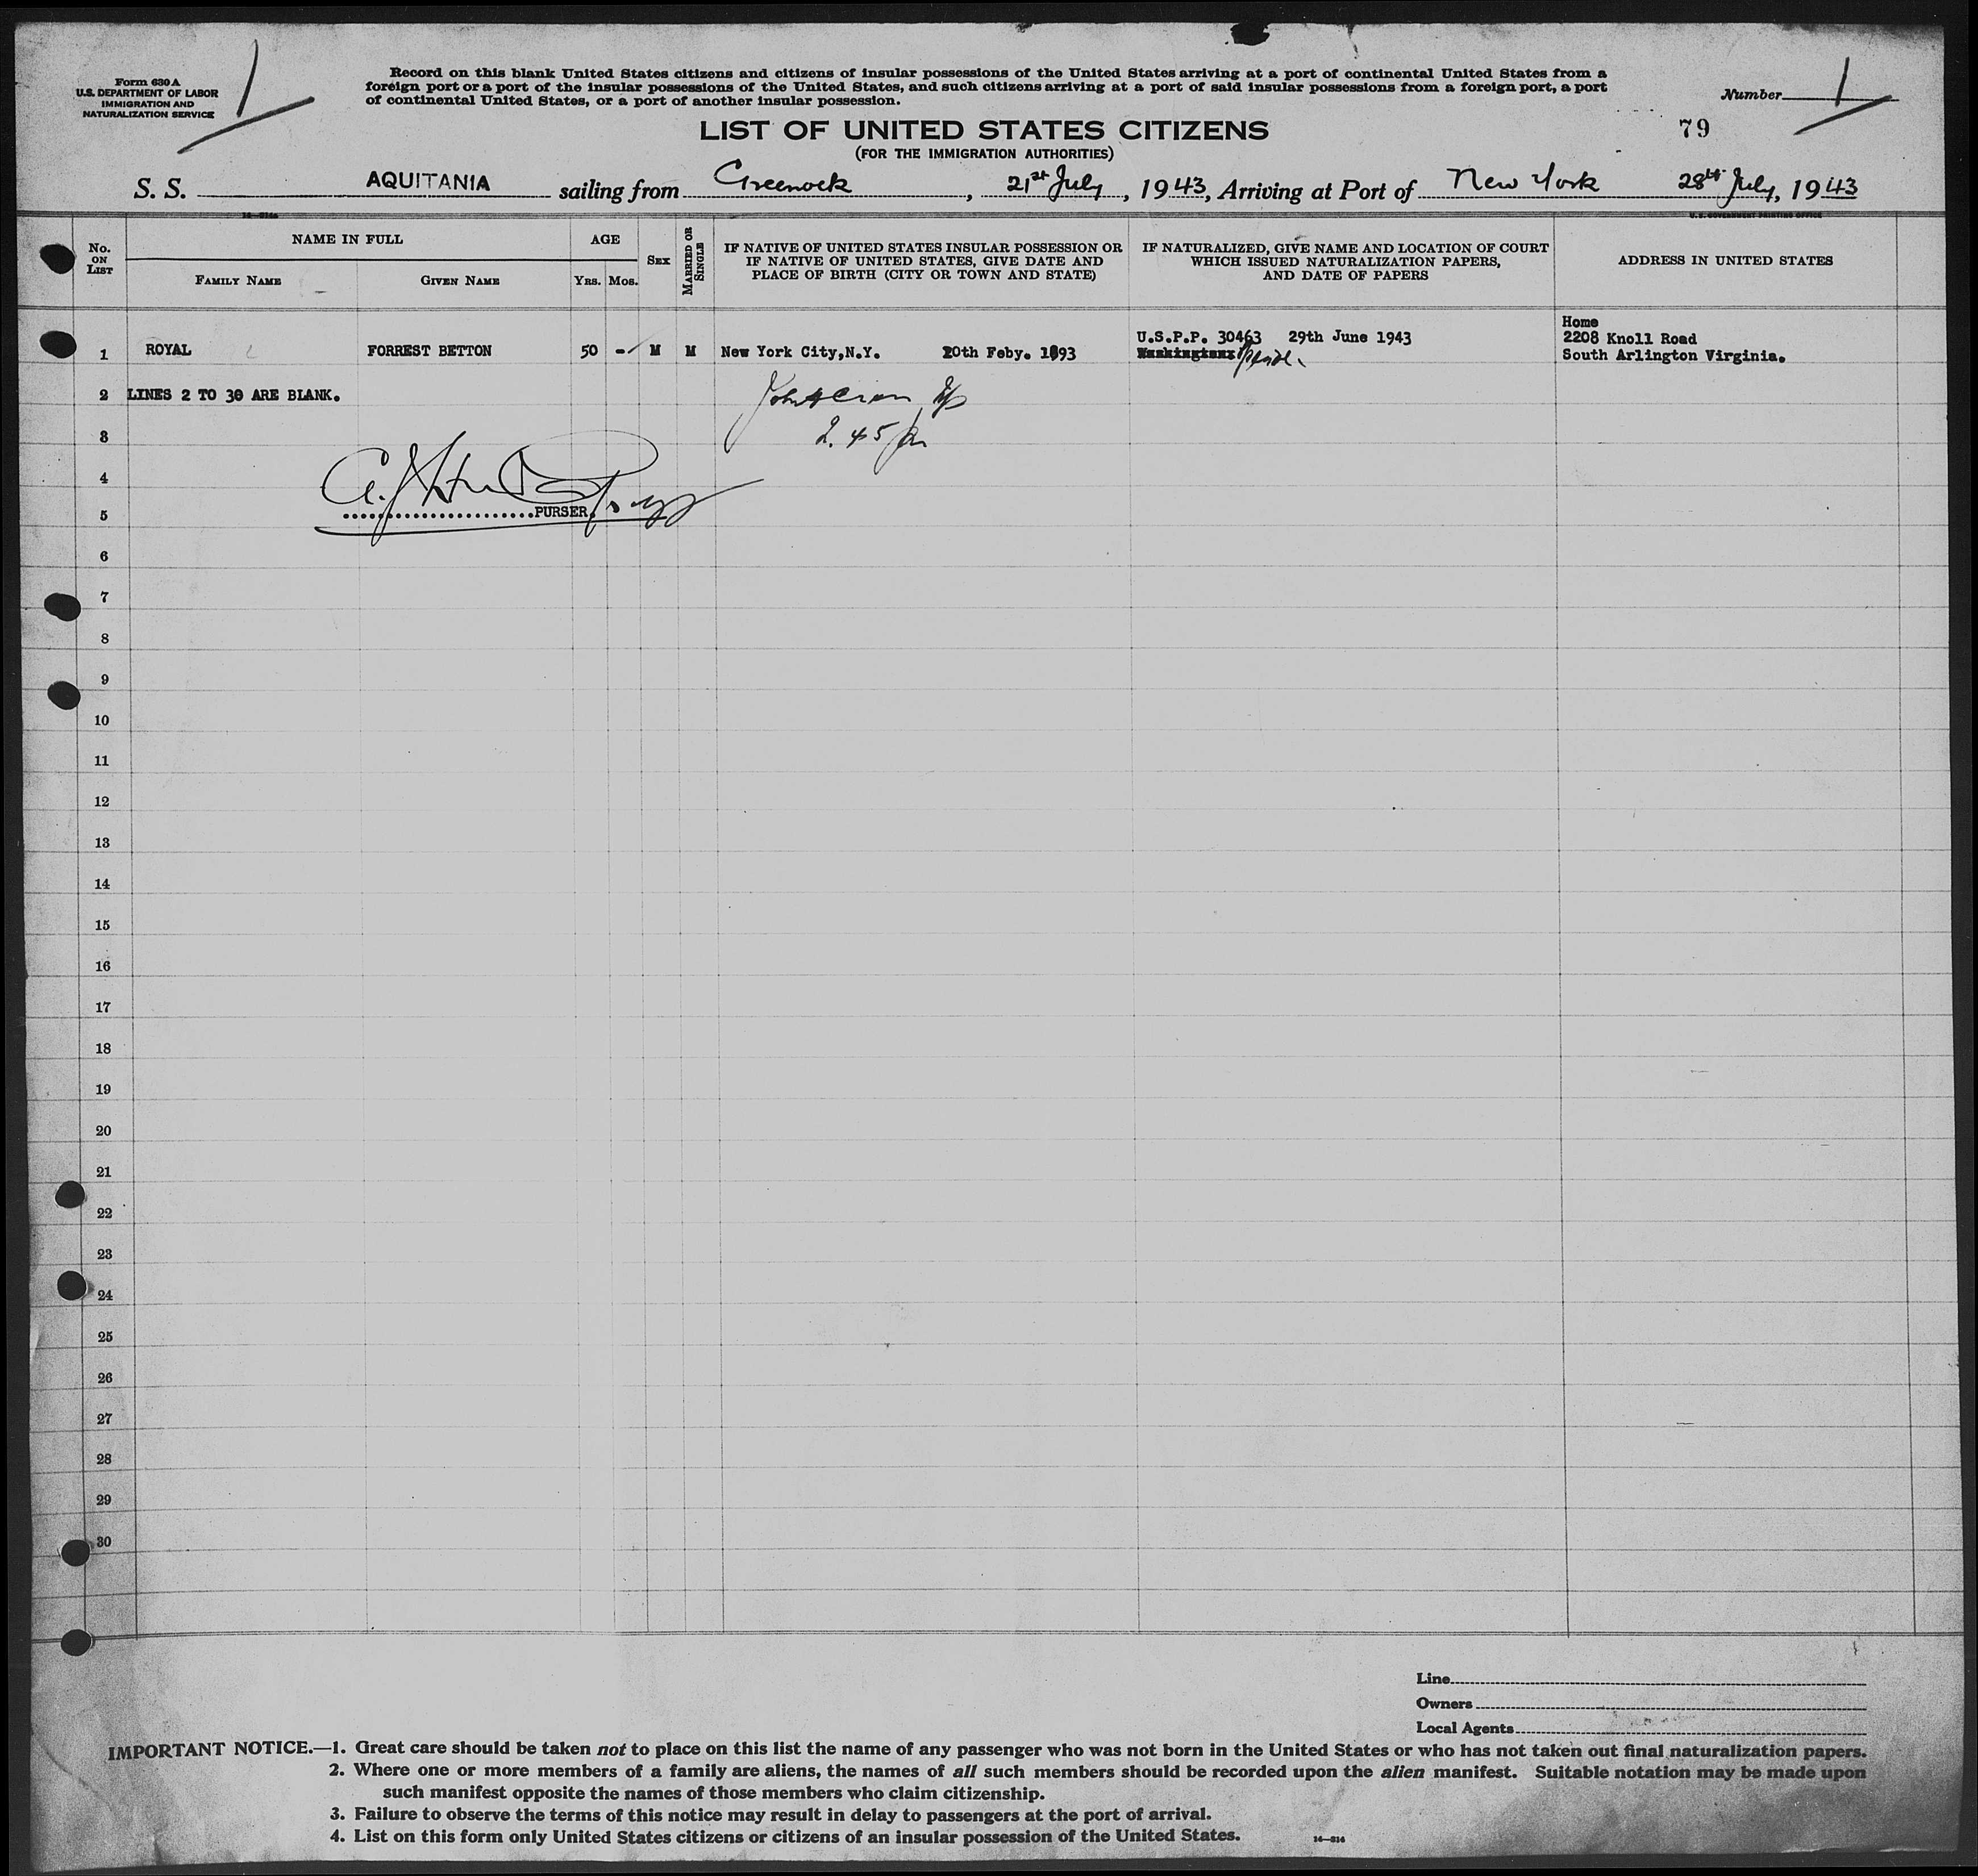 Form 630 A
U.S. DEPARTMENT OF LABOR
IMMIGRATION AND
NATURALIZATION SERVICE
1
Record on this blank United States citizens and citizens of insular possessions of the United States arriving at a port of continental United States from a
foreign port or a port of the insular possessions of the United States, and such citizens arriving at a port of said insular possessions from a foreign port, a port
of continental United States, or a port of another insular possession.
Number 1
LIST OF UNITED STATES CITIZENS
79
(FOR THE IMMIGRATION AUTHORITIES)
S. S. AQUITANIA sailing from Greenock, 21st July, 1943, Arriving at Port of New York 28th July, 1943
U.S. GOVERNMENT PRINTING OFFICE
No. ON LIST
NAME IN FULL
FAMILY NAME
GIVEN NAME
AGE
YRS. MOS.
SEX
MARRIED OR SINGLE
IF NATIVE OF UNITED STATES INSULAR POSSESSION OR
IF NATIVE OF UNITED STATES, GIVE DATE AND
PLACE OF BIRTH (CITY OR TOWN AND STATE)
IF NATURALIZED, GIVE NAME AND LOCATION OF COURT
WHICH ISSUED NATURALIZATION PAPERS,
AND DATE OF PAPERS
ADDRESS IN UNITED STATES
1 ROYAL FORREST BETTON 50 - M M New York City,N.Y. 20th Feby. 1893
U.S.P.P. 30463 29th June 1943
Home
2208 Knoll Road
South Arlington Virginia.
2 LINES 2 TO 30 ARE BLANK.
3
2.45
4
5
PURSER.
6
7
8
9
10
11
12
13
14
15
16
17
18
19
20
21
22
23
24
25
26
27
28
29
30
Line
Owners
Local Agents
IMPORTANT NOTICE.—1. Great care should be taken not to place on this list the name of any passenger who was not born in the United States or who has not taken out final naturalization papers.
2. Where one or more members of a family are aliens, the names of all such members should be recorded upon the alien manifest. Suitable notation may be made upon
such manifest opposite the names of those members who claim citizenship.
3. Failure to observe the terms of this notice may result in delay to passengers at the port of arrival.
4. List on this form only United States citizens or citizens of an insular possession of the United States.
14—814